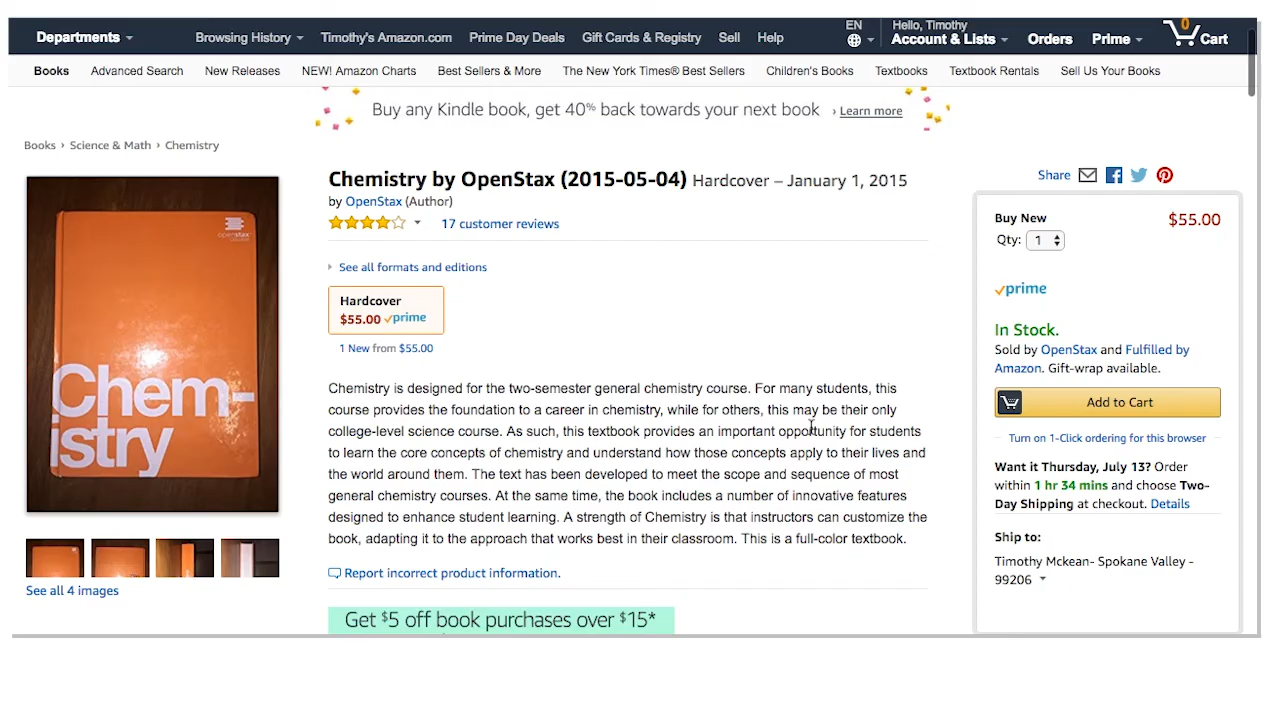 Departments
Browsing History Timothy's Amazon.com Prime Day Deals Gift Cards & Registry Sell Help
EN
Hello, Timothy
Account & Lists Orders Prime
0
Cart
Books Advanced Search New Releases NEW! Amazon Charts Best Sellers & More The New York Times® Best Sellers Children's Books Textbooks Textbook Rentals Sell Us Your Books
Buy any Kindle book, get 40% back towards your next book › Learn more
Books › Science & Math › Chemistry
openstax
Chem-
istry
See all 4 images
Chemistry by OpenStax (2015-05-04) Hardcover – January 1, 2015
by OpenStax (Author)
17 customer reviews
See all formats and editions
Hardcover
$55.00 prime
1 New from $55.00
Chemistry is designed for the two-semester general chemistry course. For many students, this
course provides the foundation to a career in chemistry, while for others, this may be their only
college-level science course. As such, this textbook provides an important opportunity for students
to learn the core concepts of chemistry and understand how those concepts apply to their lives and
the world around them. The text has been developed to meet the scope and sequence of most
general chemistry courses. At the same time, the book includes a number of innovative features
designed to enhance student learning. A strength of Chemistry is that instructors can customize the
book, adapting it to the approach that works best in their classroom. This is a full-color textbook.
Report incorrect product information.
Get $5 off book purchases over $15*
Share
Buy New $55.00
Qty: 1
prime
In Stock.
Sold by OpenStax and Fulfilled by
Amazon. Gift-wrap available.
Add to Cart
Turn on 1-Click ordering for this browser
Want it Thursday, July 13? Order
within 1 hr 34 mins and choose Two-
Day Shipping at checkout. Details
Ship to:
Timothy Mckean- Spokane Valley -
99206